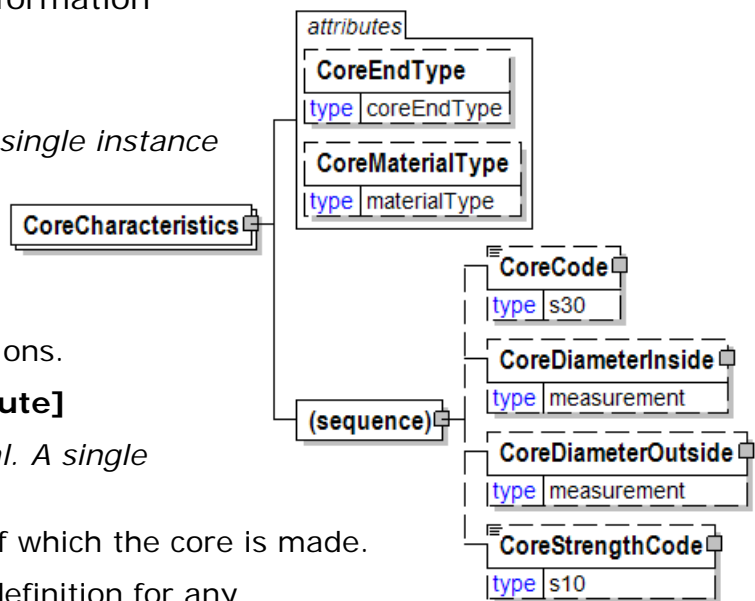 ormation
attributes
CoreEndType
type coreEndType
single instance
CoreMaterialType
type materialType
CoreCharacteristics
CoreCode
type s30
ons.
CoreDiameterInside
type measurement
ute]
(sequence)
l. A single
CoreDiameterOutside
type measurement
f which the core is made.
CoreStrengthCode
definition for any
type s10